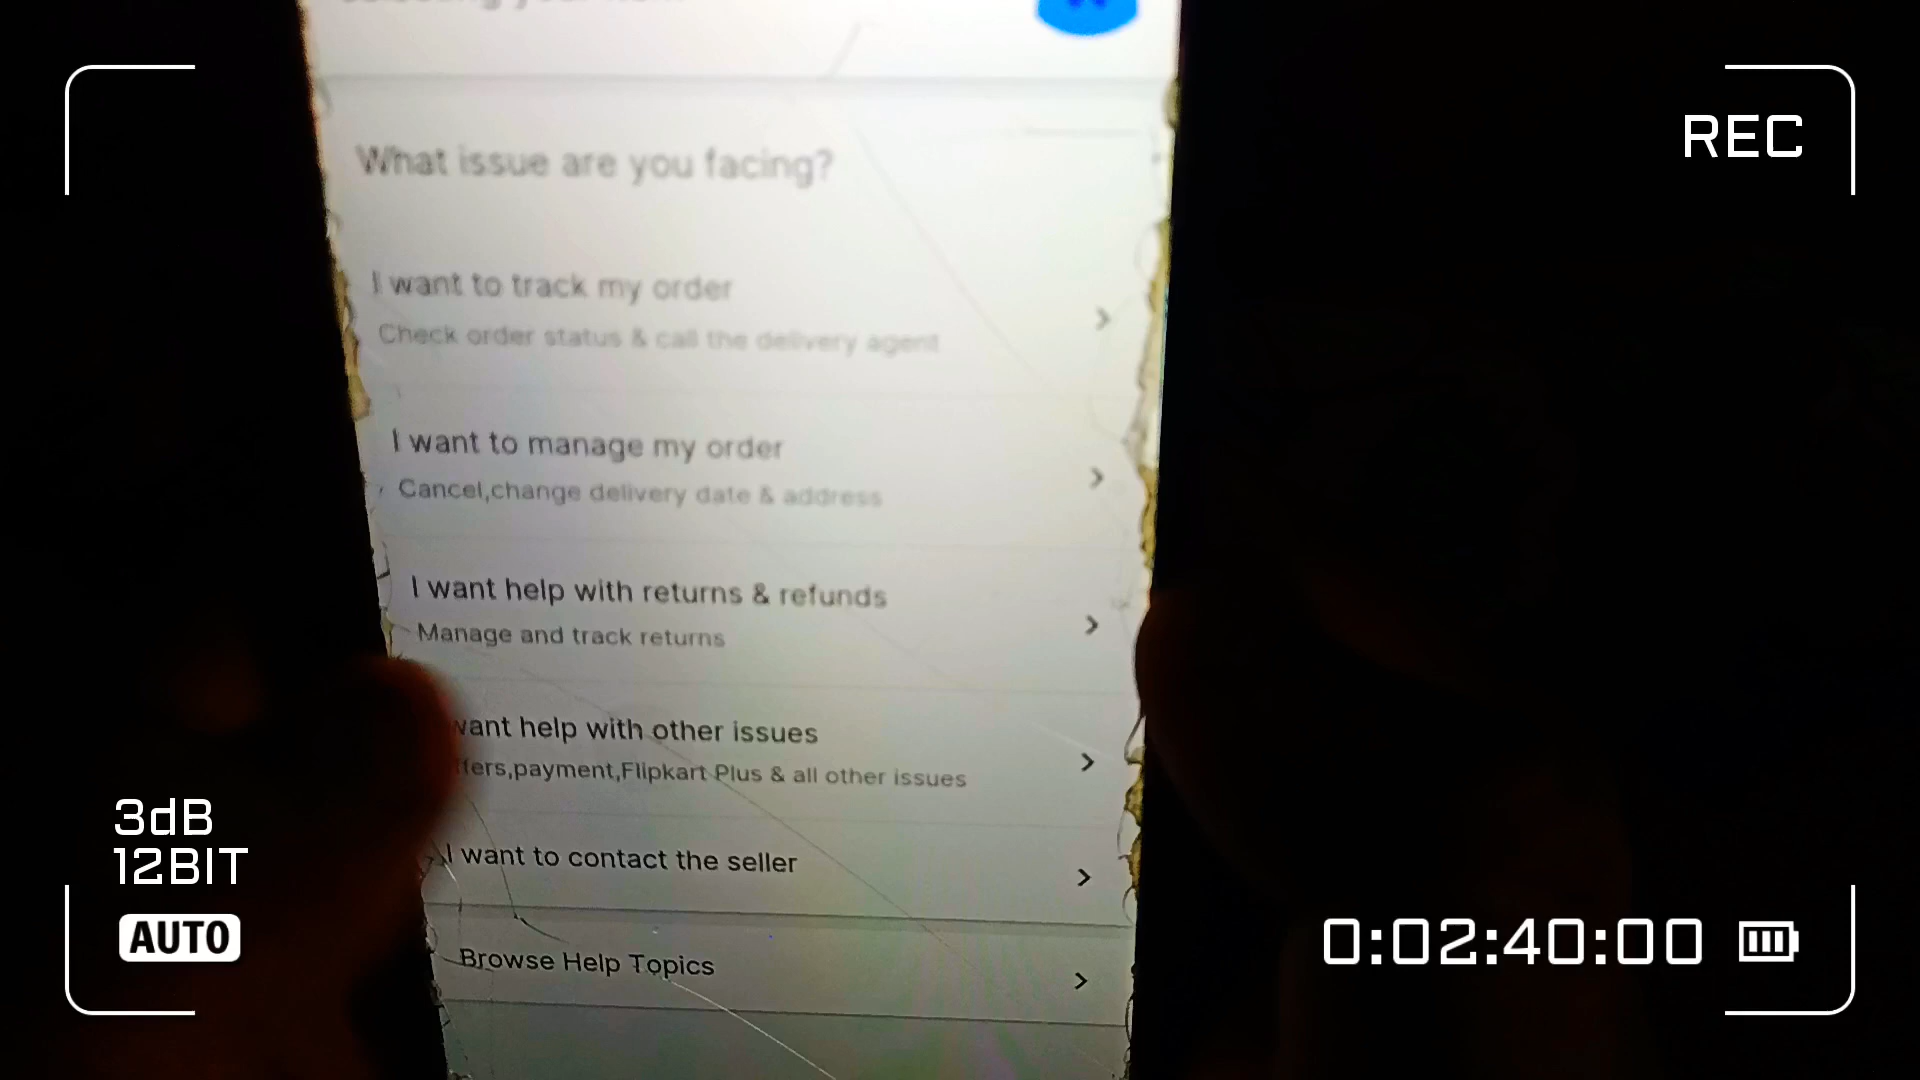 REC
What issue are you facing?
I want to track my order
Check order status & call the delivery agent
I want to manage my order
Cancel,change delivery date & address
I want help with returns & refunds
Manage and track returns
want help with other issues
fers,payment,Flipkart Plus & all other issues
I want to contact the seller
Browse Help Topics
3dB
12BIT
AUTO
0:02:40:00